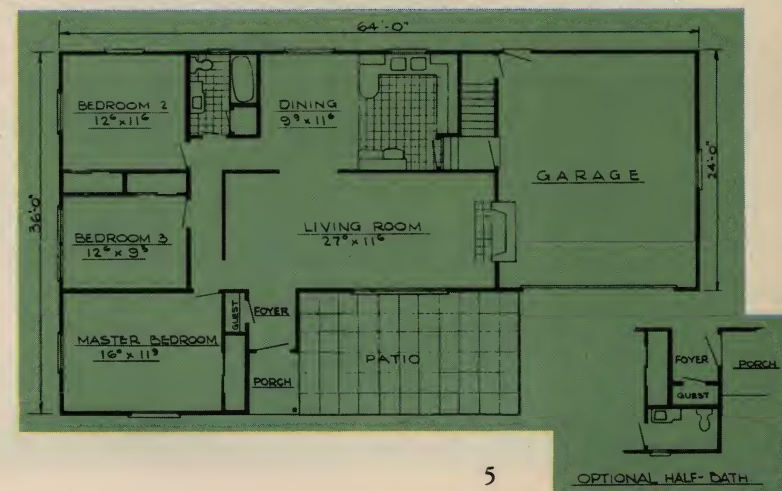 64'-0"
36'-0"
BEDROOM 2
12⁶ x 11⁶
DINING
9⁹ x 11⁶
GARAGE
24'-0"
LIVING ROOM
27⁰ x 11⁶
BEDROOM 3
12⁶ x 9³
MASTER BEDROOM
16⁰ x 11⁹
GUEST
FOYER
PORCH
PATIO
FOYER
PORCH
GUEST
OPTIONAL HALF-BATH
5